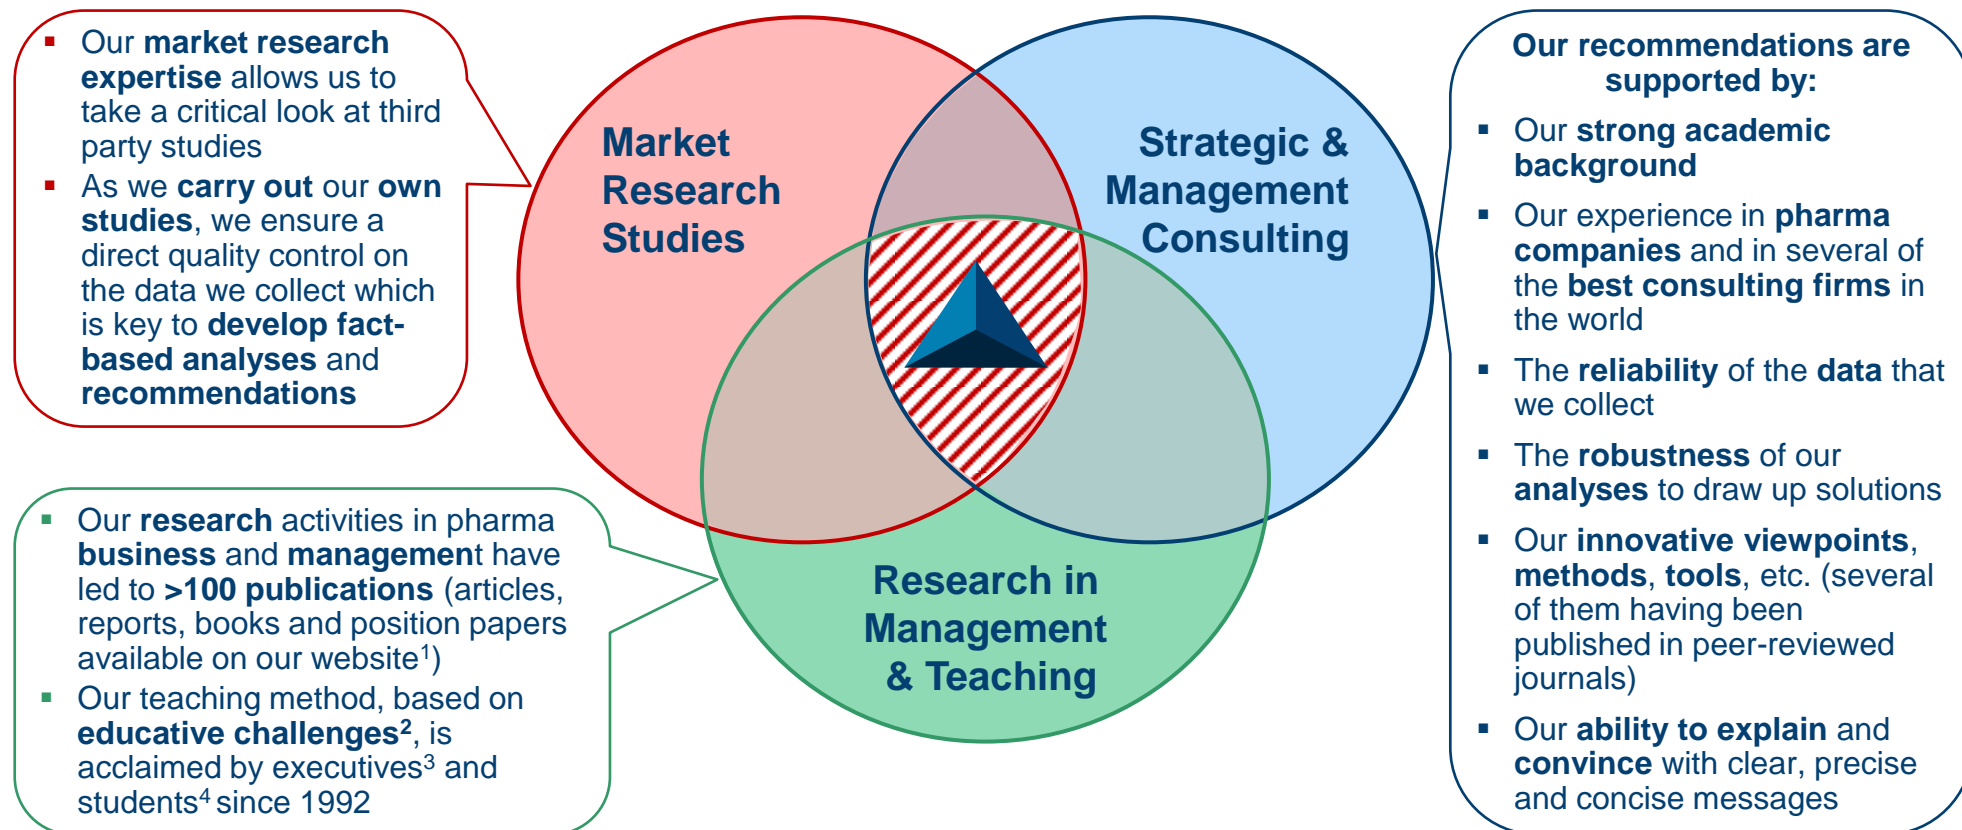 ▪ Our market research
expertise allows us to
take a critical look at third
party studies
▪ As we carry out our own
studies, we ensure a
direct quality control on
the data we collect which
is key to develop fact-
based analyses and
recommendations
Market
Research
Studies
Strategic &
Management
Consulting
Research in
Management
& Teaching
▪ Our research activities in pharma
business and management have
led to >100 publications (articles,
reports, books and position papers
available on our website¹)
▪ Our teaching method, based on
educative challenges², is
acclaimed by executives³ and
students⁴ since 1992
Our recommendations are
supported by:
▪ Our strong academic
background
▪ Our experience in pharma
companies and in several of
the best consulting firms in
the world
▪ The reliability of the data that
we collect
▪ The robustness of our
analyses to draw up solutions
▪ Our innovative viewpoints,
methods, tools, etc. (several
of them having been
published in peer-reviewed
journals)
▪ Our ability to explain and
convince with clear, precise
and concise messages